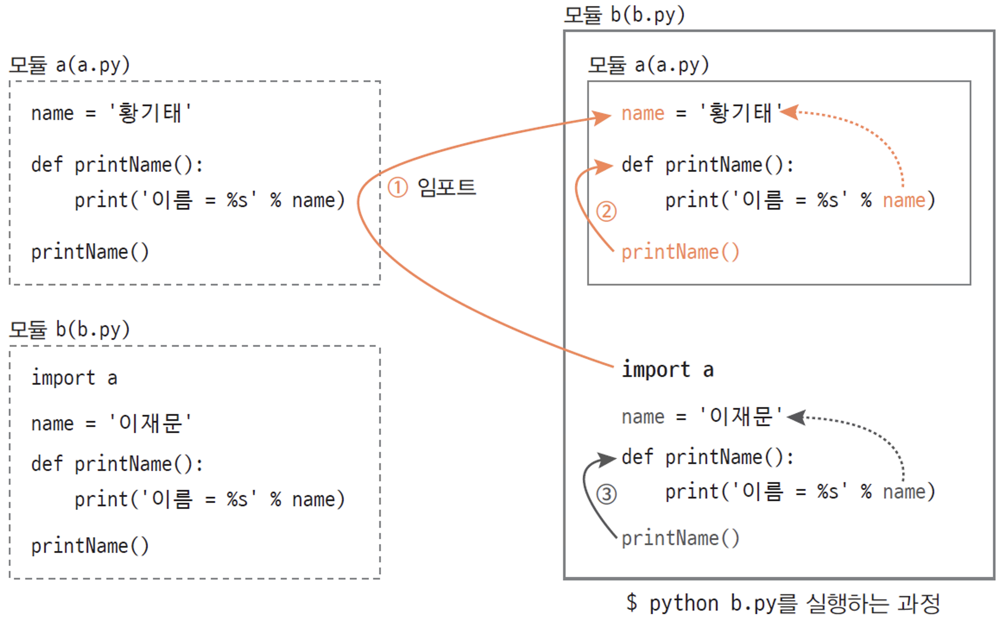 모듈 a(a.py)
name = '황기태'
def printName():
print('이름 = %s' % name)
printName()
모듈 b(b.py)
import a
name = '이재문'
def printName():
print('이름 = %s' % name)
printName()
① 임포트
모듈 b(b.py)
모듈 a(a.py)
name = '황기태'
def printName():
print('이름 = %s' % name)
②
printName()
import a
name = '이재문'
def printName():
print('이름 = %s' % name)
③
printName()
$ python b.py를 실행하는 과정